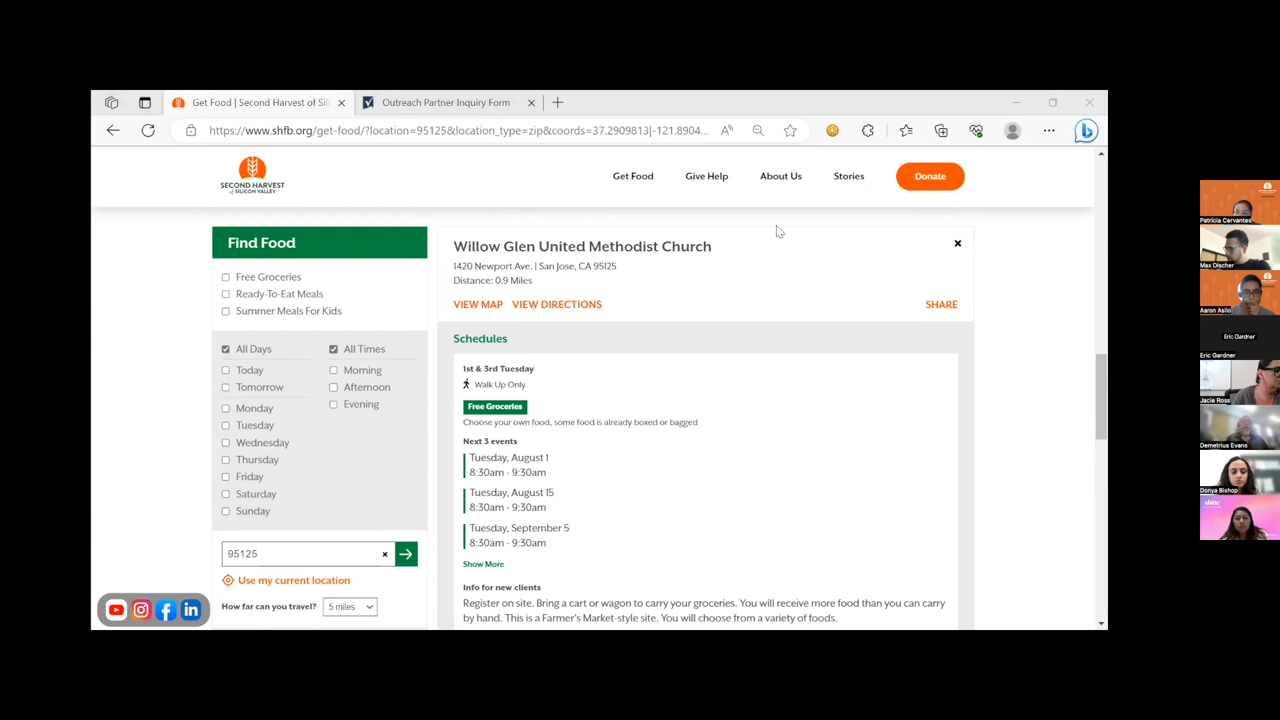 Get Food | Second Harvest of Sil
Outreach Partner Inquiry Form
https://www.shfb.org/get-food/?location=95125&location_type=zip&coords=37.2909813|-121.8904...
SECOND HARVEST
of SILICON VALLEY
Get Food
Give Help
About Us
Stories
Donate
Find Food
Free Groceries
Ready-To-Eat Meals
Summer Meals For Kids
All Days
All Times
Today
Morning
Tomorrow
Afternoon
Monday
Evening
Tuesday
Wednesday
Thursday
Friday
Saturday
Sunday
95125
Use my current location
How far can you travel?
5 miles
Willow Glen United Methodist Church
1420 Newport Ave. | San Jose, CA 95125
Distance: 0.9 Miles
VIEW MAP
VIEW DIRECTIONS
SHARE
Schedules
1st & 3rd Tuesday
Walk Up Only
Free Groceries
Choose your own food, some food is already boxed or bagged
Next 3 events
Tuesday, August 1
8:30am - 9:30am
Tuesday, August 15
8:30am - 9:30am
Tuesday, September 5
8:30am - 9:30am
Show More
Info for new clients
Register on site. Bring a cart or wagon to carry your groceries. You will receive more food than you can carry
by hand. This is a Farmer's Market-style site. You will choose from a variety of foods.
Patricia Cervantes
Max Discher
Aaron Asilo
Eric Gardner
Eric Gardner
Jacie Ross
Demetrius Evans
Donya Bishop